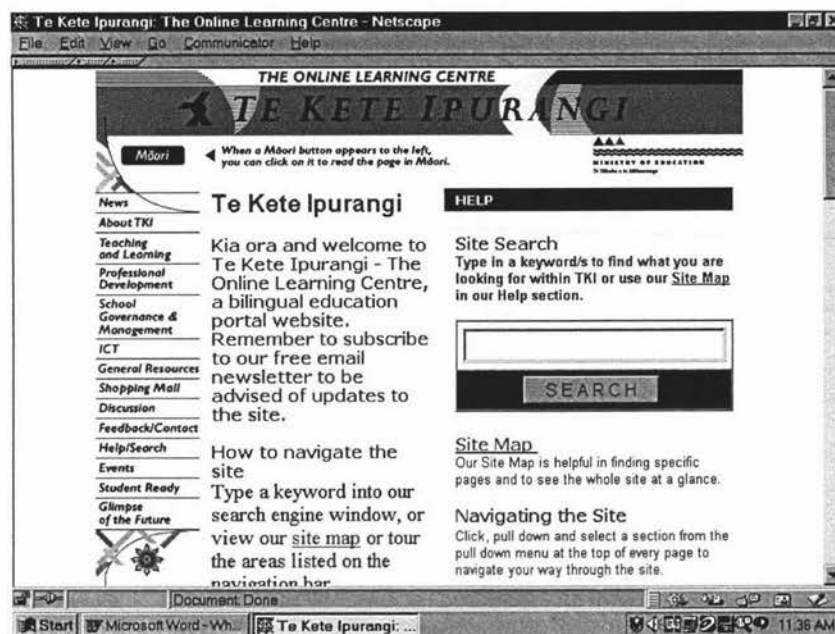 Te Kete Ipurangi: The Online Learning Centre - Netscape
File Edit View Go Communicator Help
THE ONLINE LEARNING CENTRE
TE KETE IPURANGI
Māori
When a Māori button appears to the left,
you can click on it to read the page in Māori.
MINISTRY OF EDUCATION
News
About TKI
Teaching
and Learning
Professional
Development
School
Governance &
Management
ICT
General Resources
Shopping Mall
Discussion
Feedback/Contact
Help/Search
Events
Student Ready
Glimpse
of the Future
Te Kete Ipurangi
Kia ora and welcome to
Te Kete Ipurangi - The
Online Learning Centre,
a bilingual education
portal website.
Remember to subscribe
to our free email
newsletter to be
advised of updates to
the site.
How to navigate the
site
Type a keyword into our
search engine window, or
view our site map or tour
the areas listed on the
navigation bar
HELP
Site Search
Type in a keyword/s to find what you are
looking for within TKI or use our Site Map
in our Help section.
SEARCH
Site Map
Our Site Map is helpful in finding specific
pages and to see the whole site at a glance.
Navigating the Site
Click, pull down and select a section from the
pull down menu at the top of every page to
navigate your way through the site.
Document: Done
Start Microsoft Word - Wh... Te Kete Ipurangi: ... 11:36 AM